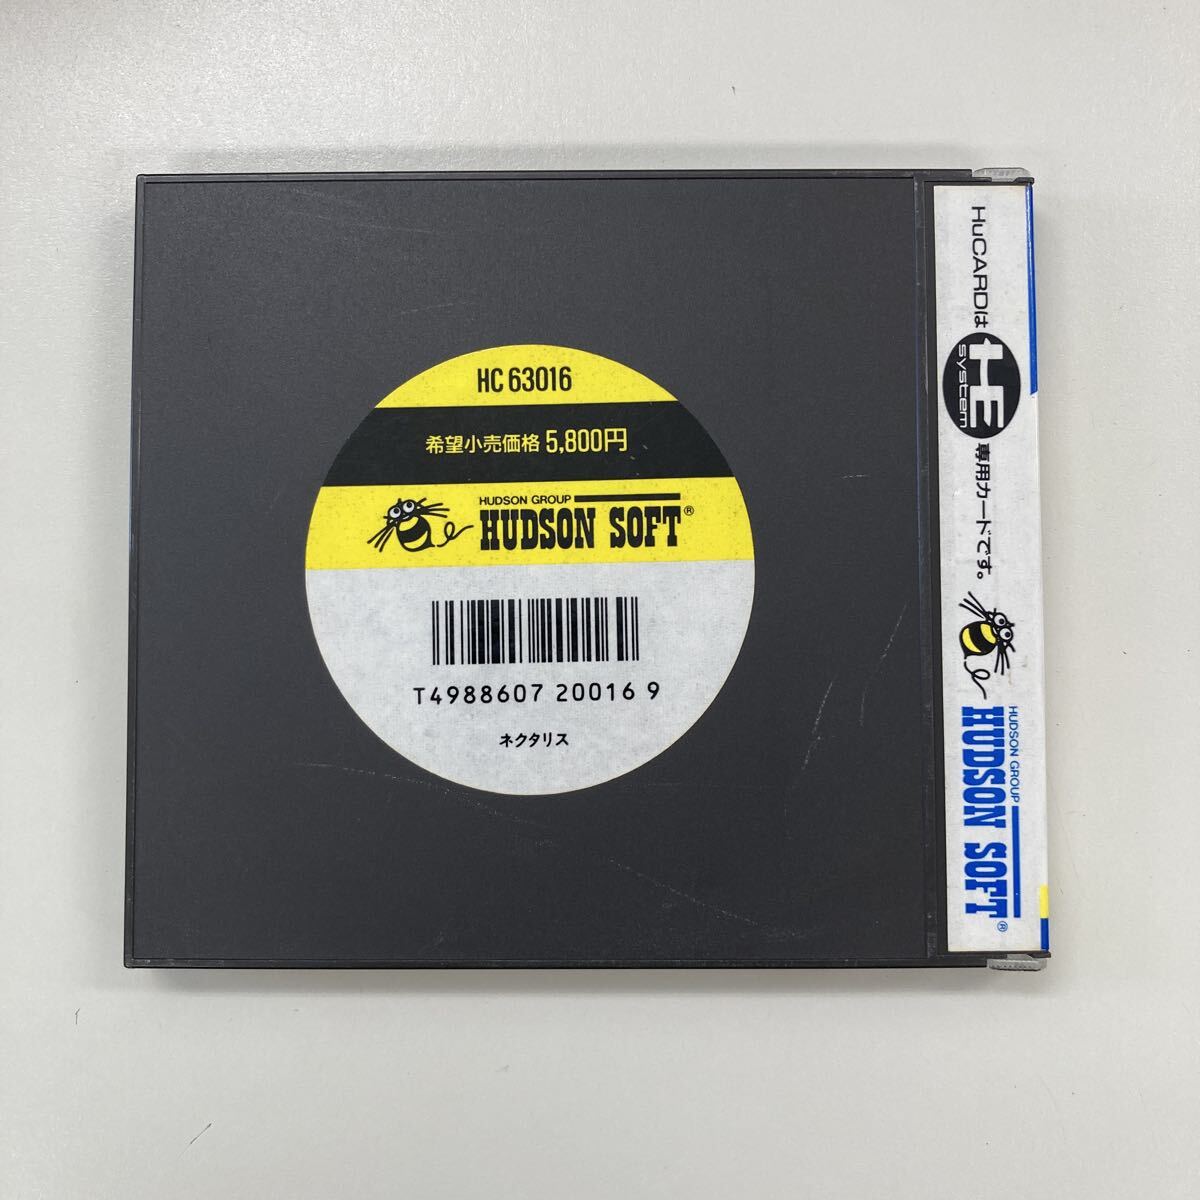 HC 63016
希望小売価格 5,800円
HUDSON GROUP
HUDSON SOFT®
T4988607 20016 9
ネクタリス
HuCARDは HE system 専用カードです。
HUDSON GROUP
HUDSON SOFT®